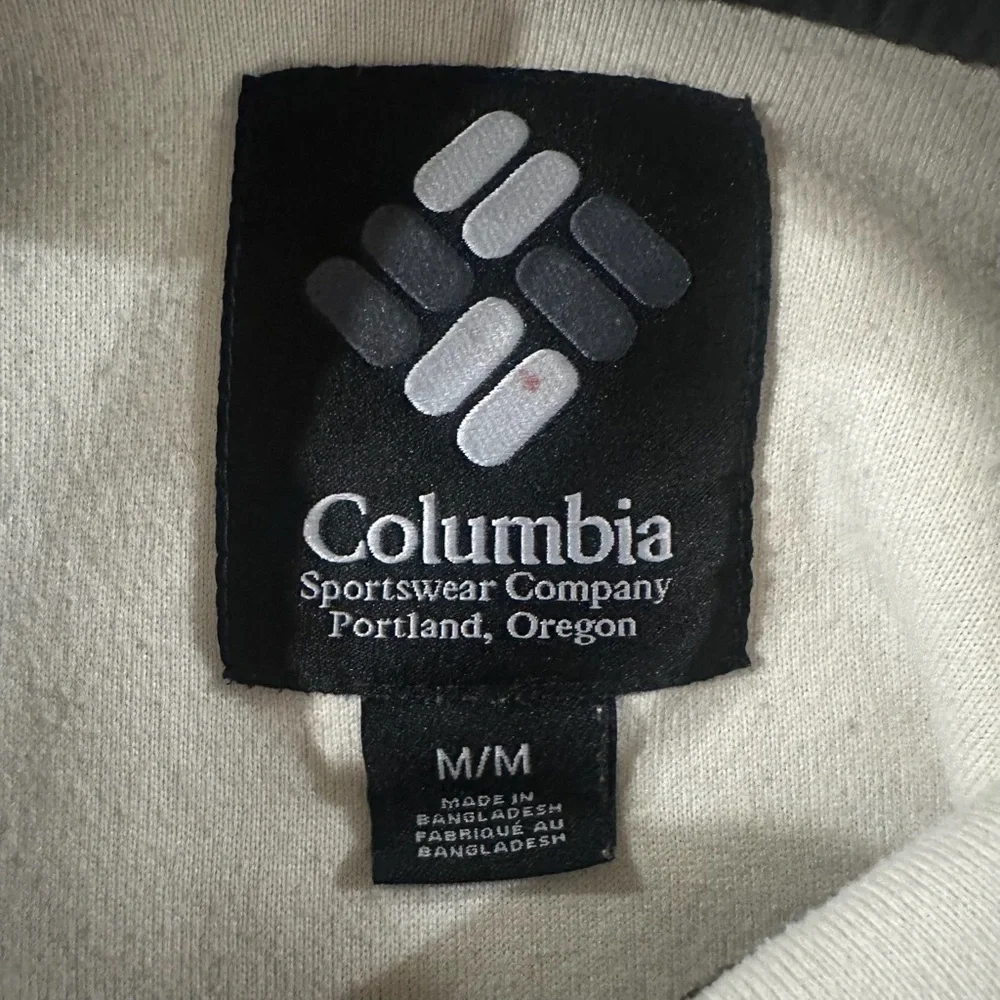 Columbia
Sportswear Company
Portland, Oregon
M/M
MADE IN
BANGLADESH
FABRIQUÉ AU
BANGLADESH